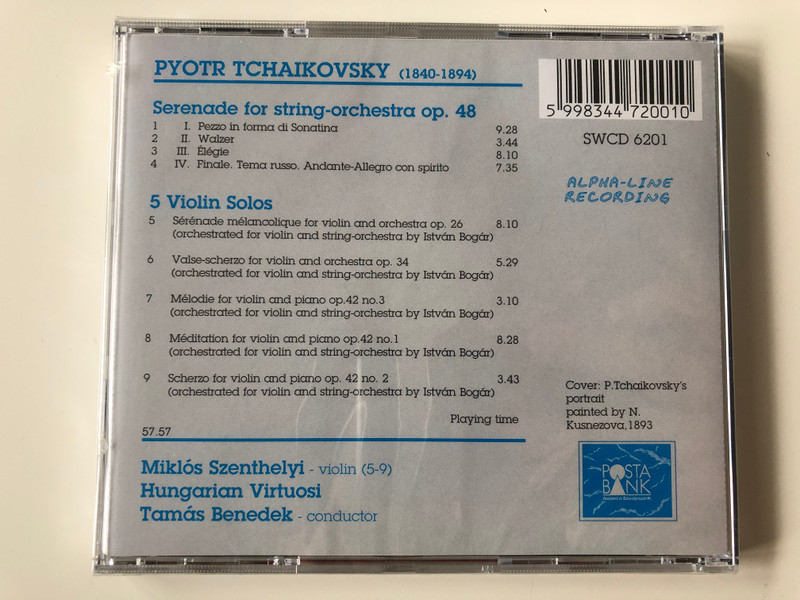 PYOTR TCHAIKOVSKY (1840-1894)
Serenade for string-orchestra op. 48
1 I. Pezzo in forma di Sonatina 9.28
2 II. Walzer 3.44
3 III. Élégie 8.10
4 IV. Finale. Tema russo. Andante-Allegro con spirito 7.35
5 Violin Solos
5 Sérénade mélancolique for violin and orchestra op. 26 8.10
(orchestrated for violin and string-orchestra by István Bogár)
6 Valse-scherzo for violin and orchestra op. 34 5.29
(orchestrated for violin and string-orchestra by István Bogár)
7 Mélodie for violin and piano op.42 no.3 3.10
(orchestrated for violin and string-orchestra by István Bogár)
8 Méditation for violin and piano op.42 no.1 8.28
(orchestrated for violin and string-orchestra by István Bogár)
9 Scherzo for violin and piano op. 42 no. 2 3.43
(orchestrated for violin and string-orchestra by István Bogár)
Playing time
57.57
Miklós Szenthelyi - violin (5-9)
Hungarian Virtuosi
Tamás Benedek - conductor
5 998344 720010
SWCD 6201
ALPHA-LINE
RECORDING
Cover: P.Tchaikovsky's
portrait
painted by N.
Kusnezova,1893
POSTA
BANK